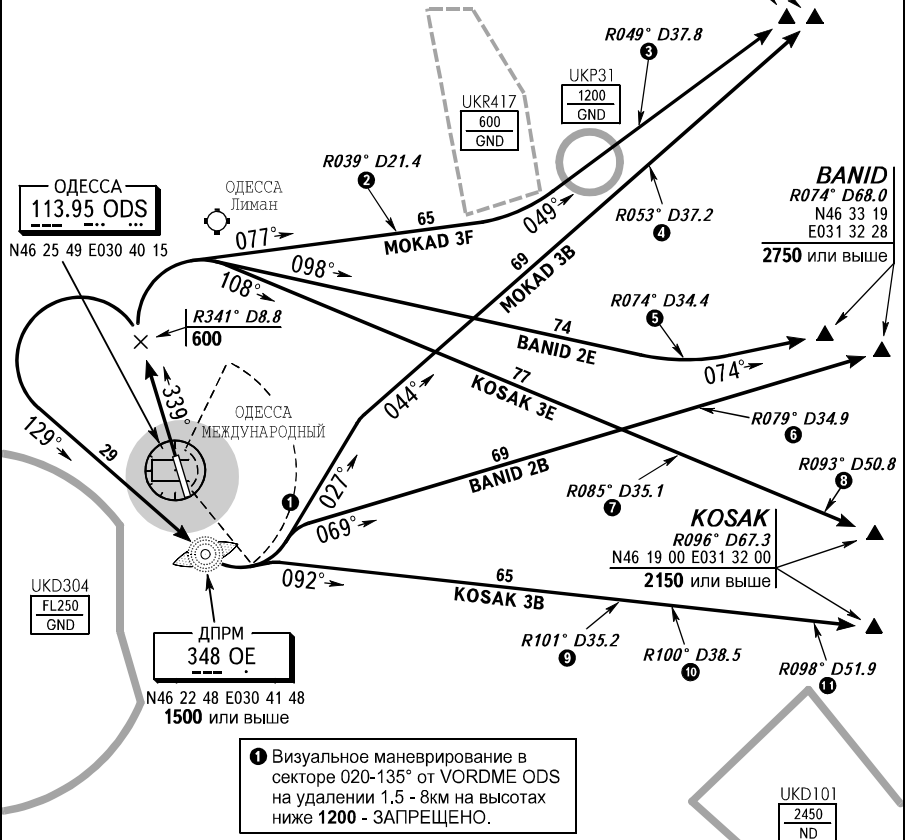 R049° D37.8
3
UKP31
1200
GND
UKR417
600
GND
R039° D21.4
2
BANID
R074° D68.0
N46 33 19
E031 32 28
2750 или выше
ОДЕССА
113.95 ODS
N46 25 49 E030 40 15
ОДЕССА
Лиман
077°
65
MOKAD 3F
049°
R053° D37.2
4
098°
108°
69
MOKAD 3B
R341° D8.8
600
R074° D34.4
5
74
BANID 2E
074°
339°
77
KOSAK 3E
044°
129°
29
ОДЕССА
МЕЖДУНАРОДНЫЙ
R079° D34.9
6
69
BANID 2B
R093° D50.8
8
1
027°
069°
R085° D35.1
7
KOSAK
R096° D67.3
N46 19 00 E031 32 00
2150 или выше
092°
65
KOSAK 3B
UKD304
FL250
GND
ДПРМ
348 OE
N46 22 48 E030 41 48
1500 или выше
R101° D35.2
9
R100° D38.5
10
R098° D51.9
11
1 Визуальное маневрирование в
секторе 020-135° от VORDME ODS
на удалении 1.5 - 8км на высотах
ниже 1200 - ЗАПРЕЩЕНО.
UKD101
2450
ND